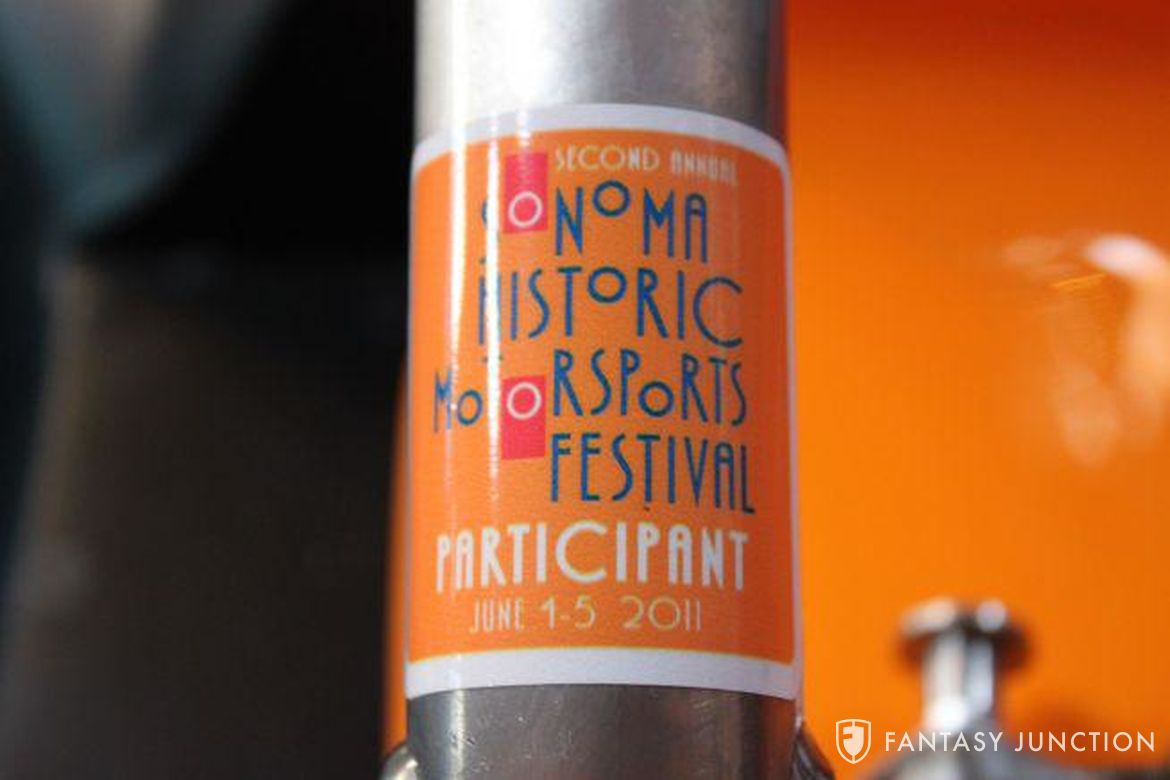 SECOND ANNUAL
SONOMA
HISTORIC
MOTORSPORTS
FESTIVAL
PARTICIPANT
JUNE 1-5 2011
FANTASY JUNCTION